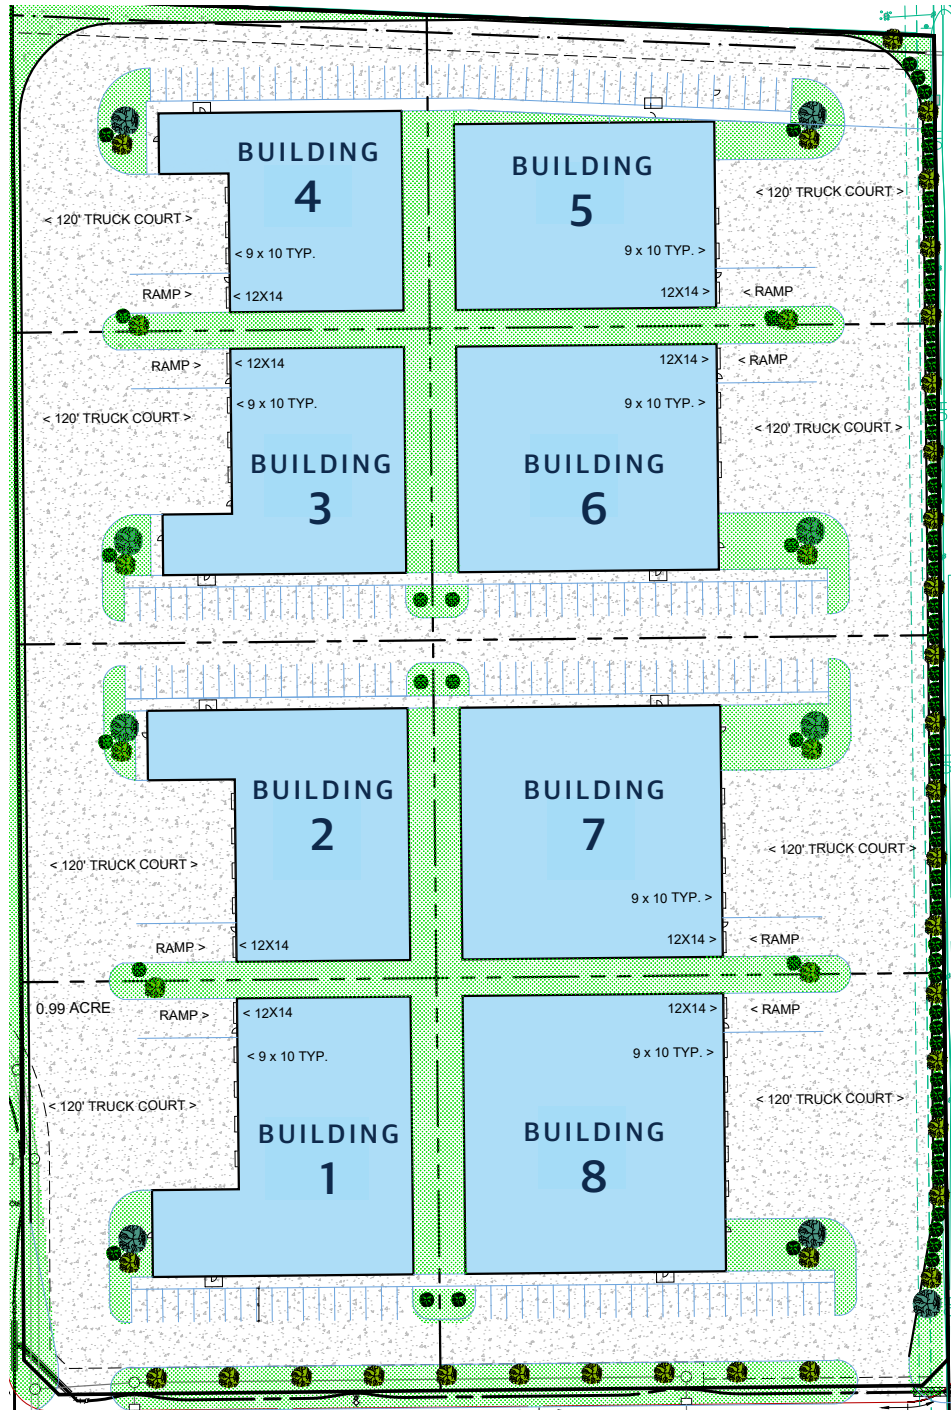 BUILDING
4
BUILDING
5
< 120' TRUCK COURT >
< 120' TRUCK COURT >
< 9 x 10 TYP.
9 x 10 TYP. >
RAMP >
< 12X14
12X14 >
< RAMP
RAMP >
< 12X14
12X14 >
< RAMP
< 120' TRUCK COURT >
< 9 x 10 TYP.
9 x 10 TYP. >
< 120' TRUCK COURT >
BUILDING
3
BUILDING
6
BUILDING
2
BUILDING
7
< 120' TRUCK COURT >
< 120' TRUCK COURT >
9 x 10 TYP. >
RAMP >
< 12X14
12X14 >
< RAMP
0.99 ACRE
RAMP >
< 12X14
12X14 >
< RAMP
< 9 x 10 TYP.
9 x 10 TYP. >
< 120' TRUCK COURT >
< 120' TRUCK COURT >
BUILDING
1
BUILDING
8